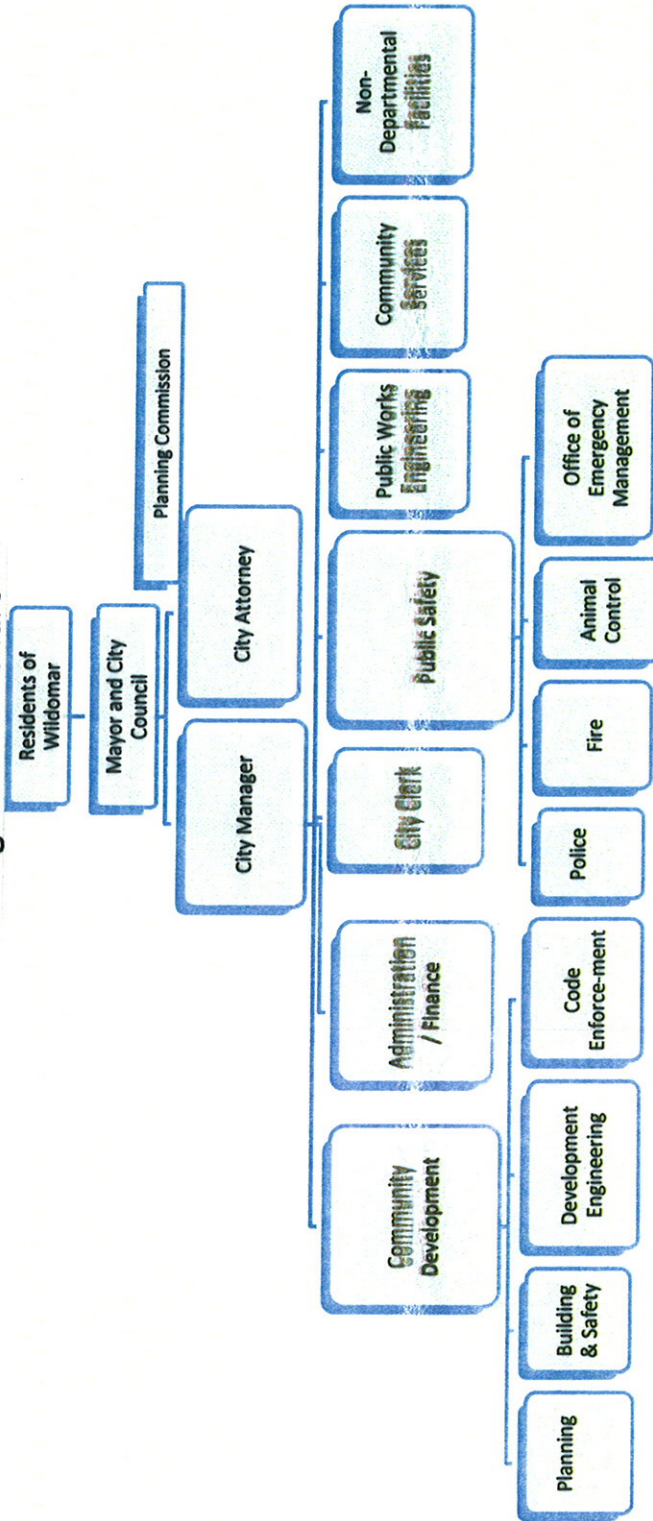 Residents of
Wildomar
Mayor and City
Council
Planning Commission
City Manager
City Attorney
Community
Development
Administration
/ Finance
City Clerk
Public Safety
Public Works
Engineering
Community
Services
Non-
Departmental
Facilities
Planning
Building
& Safety
Development
Engineering
Code
Enforce-ment
Police
Fire
Animal
Control
Office of
Emergency
Management